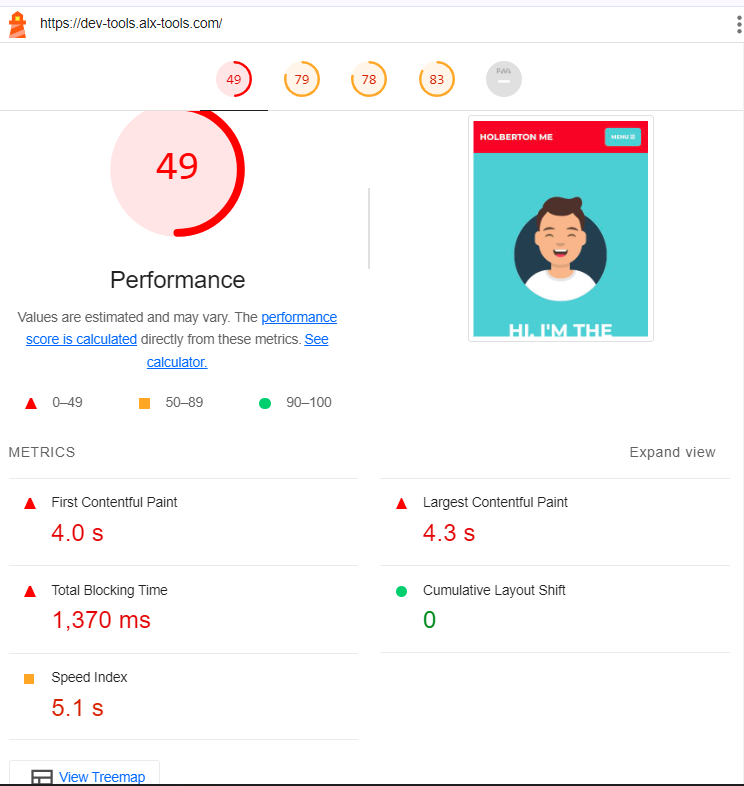 https://dev-tools.alx-tools.com/
49
79
78
83
PWA
49
Performance
Values are estimated and may vary. The performance
score is calculated directly from these metrics. See
calculator.
0–49
50–89
90–100
HOLBERTON ME
MENU
HI, I'M THE
METRICS
Expand view
First Contentful Paint
4.0 s
Largest Contentful Paint
4.3 s
Total Blocking Time
1,370 ms
Cumulative Layout Shift
0
Speed Index
5.1 s
View Treemap